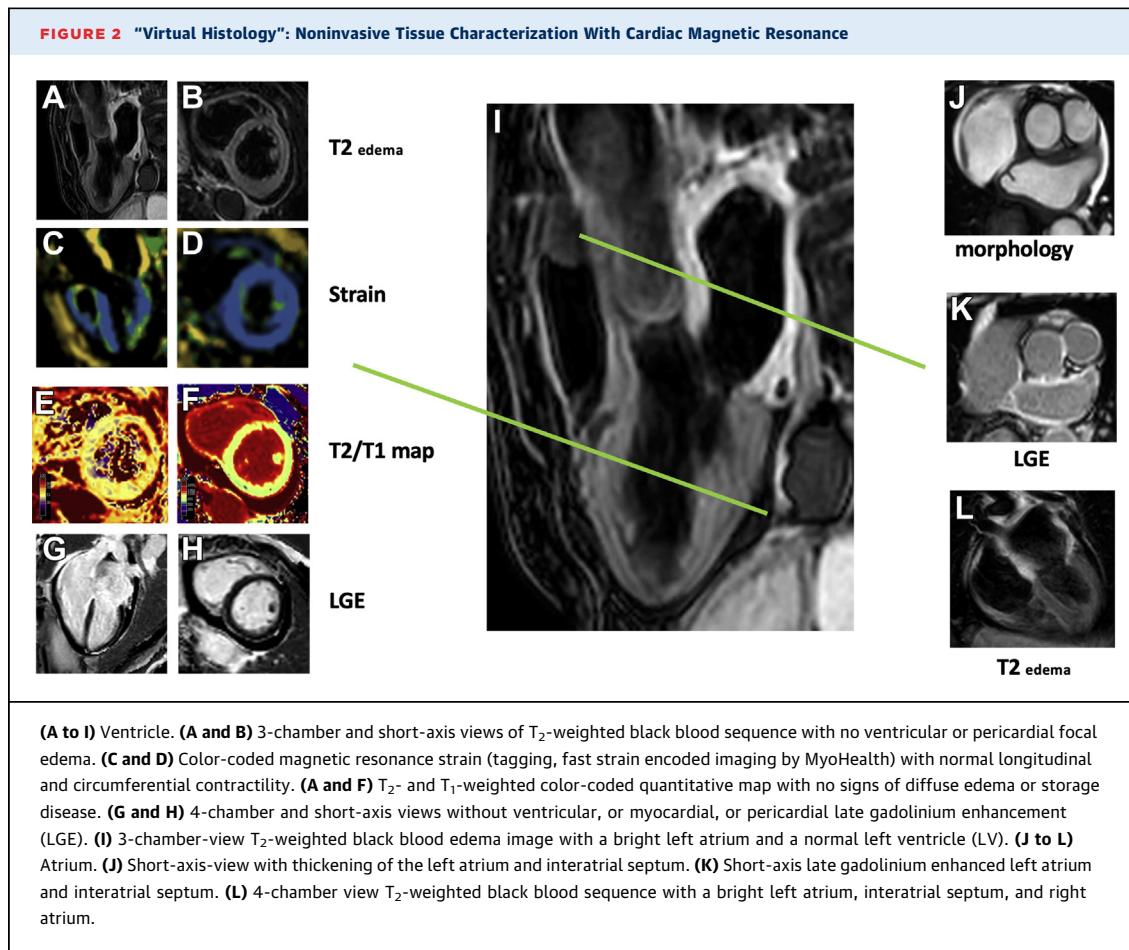 FIGURE 2 "Virtual Histology": Noninvasive Tissue Characterization With Cardiac Magnetic Resonance
A
B
T2 edema
C
D
Strain
E
F
T2/T1 map
G
H
LGE
I
J
morphology
K
LGE
L
T2 edema
(A to I) Ventricle. (A and B) 3-chamber and short-axis views of T2-weighted black blood sequence with no ventricular or pericardial focal
edema. (C and D) Color-coded magnetic resonance strain (tagging, fast strain encoded imaging by MyoHealth) with normal longitudinal
and circumferential contractility. (A and F) T2- and T1-weighted color-coded quantitative map with no signs of diffuse edema or storage
disease. (G and H) 4-chamber and short-axis views without ventricular, or myocardial, or pericardial late gadolinium enhancement
(LGE). (I) 3-chamber-view T2-weighted black blood edema image with a bright left atrium and a normal left ventricle (LV). (J to L)
Atrium. (J) Short-axis-view with thickening of the left atrium and interatrial septum. (K) Short-axis late gadolinium enhanced left atrium
and interatrial septum. (L) 4-chamber view T2-weighted black blood sequence with a bright left atrium, interatrial septum, and right
atrium.